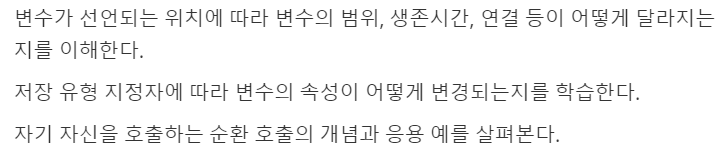 변수가 선언되는 위치에 따라 변수의 범위, 생존시간, 연결 등이 어떻게 달라지는
지를 이해한다.
저장 유형 지정자에 따라 변수의 속성이 어떻게 변경되는지를 학습한다.
자기 자신을 호출하는 순환 호출의 개념과 응용 예를 살펴본다.